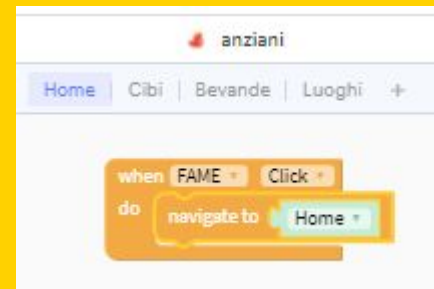 anziani
Home | Cibi | Bevande | Luoghi +
when FAME Click
do navigate to Home